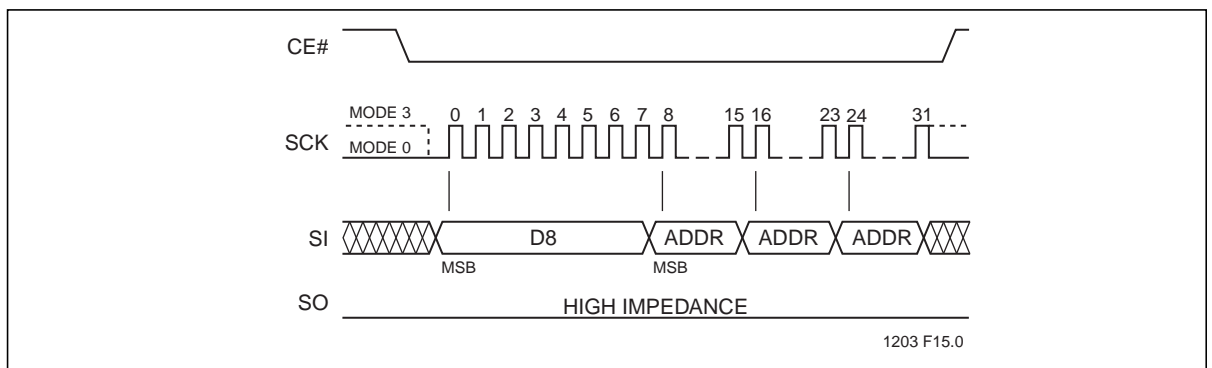 CE#
MODE 3
0 1 2 3 4 5 6 7 8 15 16 23 24 31
SCK
MODE 0
SI D8 ADDR ADDR ADDR
MSB MSB
SO HIGH IMPEDANCE
1203 F15.0